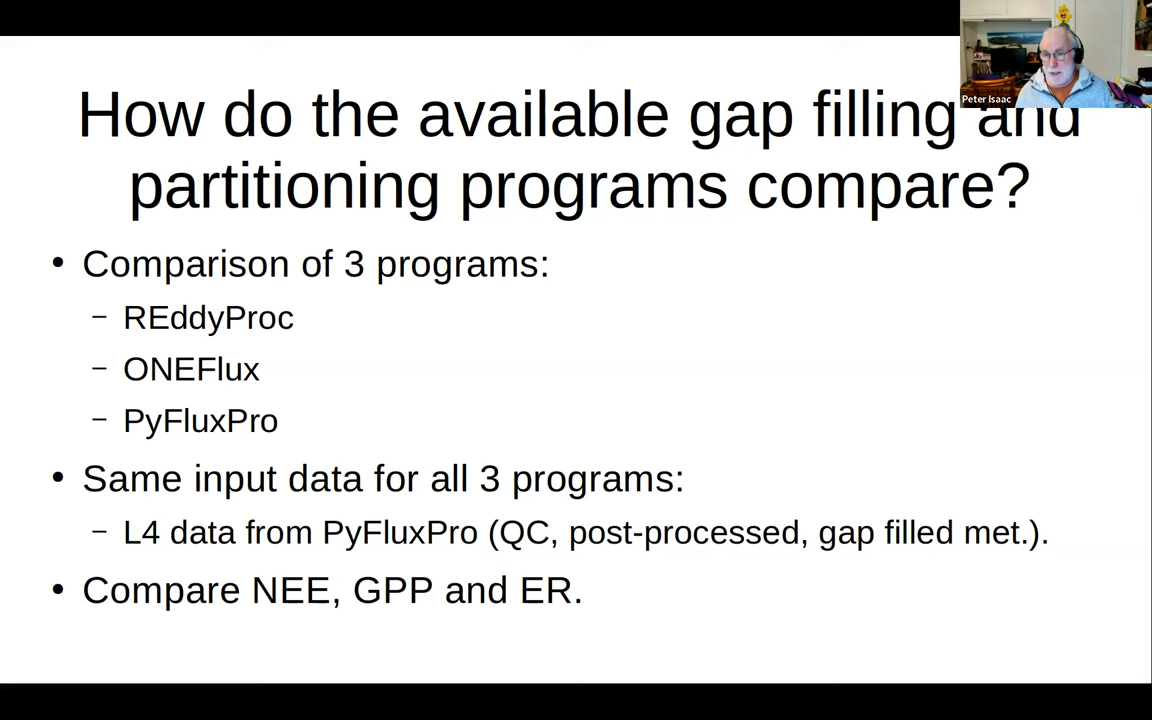 How do the available gap filling and
partitioning programs compare?
• Comparison of 3 programs:
– REddyProc
– ONEFlux
– PyFluxPro
• Same input data for all 3 programs:
– L4 data from PyFluxPro (QC, post-processed, gap filled met.).
• Compare NEE, GPP and ER.
Peter Isaac